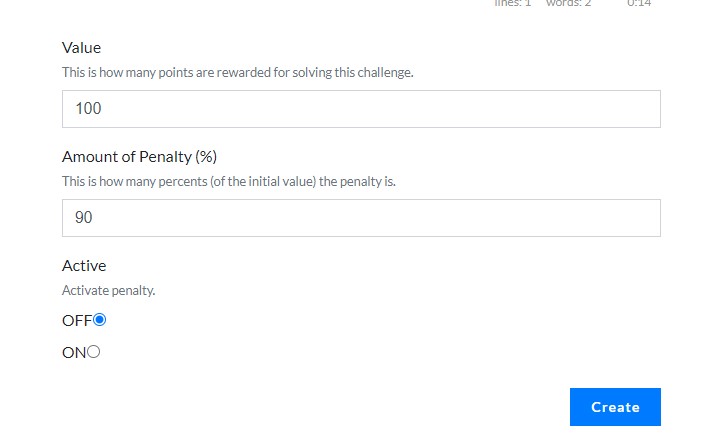 lines: 1 words: 2 0:14
Value
This is how many points are rewarded for solving this challenge.
100
Amount of Penalty (%)
This is how many percents (of the initial value) the penalty is.
90
Active
Activate penalty.
OFF
ON
Create